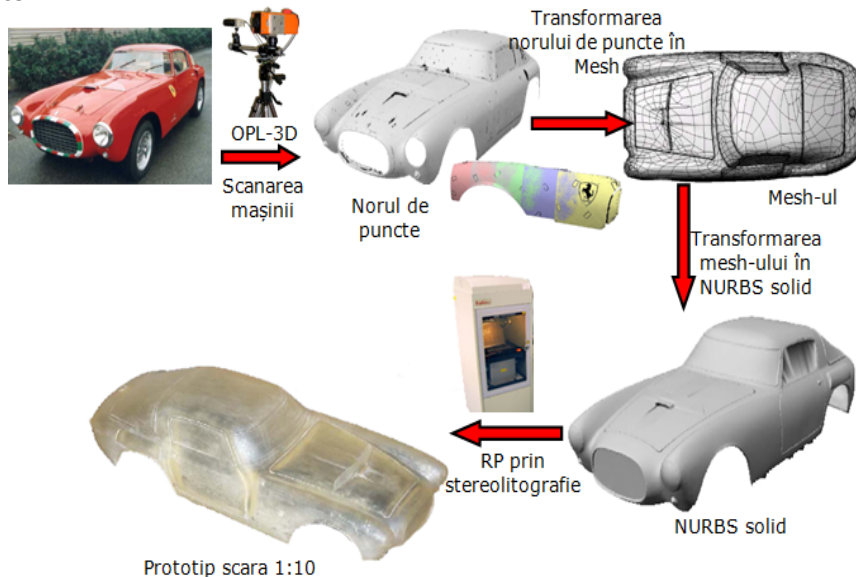 OPL-3D
Scanarea
mașinii
Norul de
puncte
Transformarea
norului de puncte în
Mesh
Mesh-ul
Transformarea
mesh-ului în
NURBS solid
NURBS solid
RP prin
stereolitografie
Prototip scara 1:10